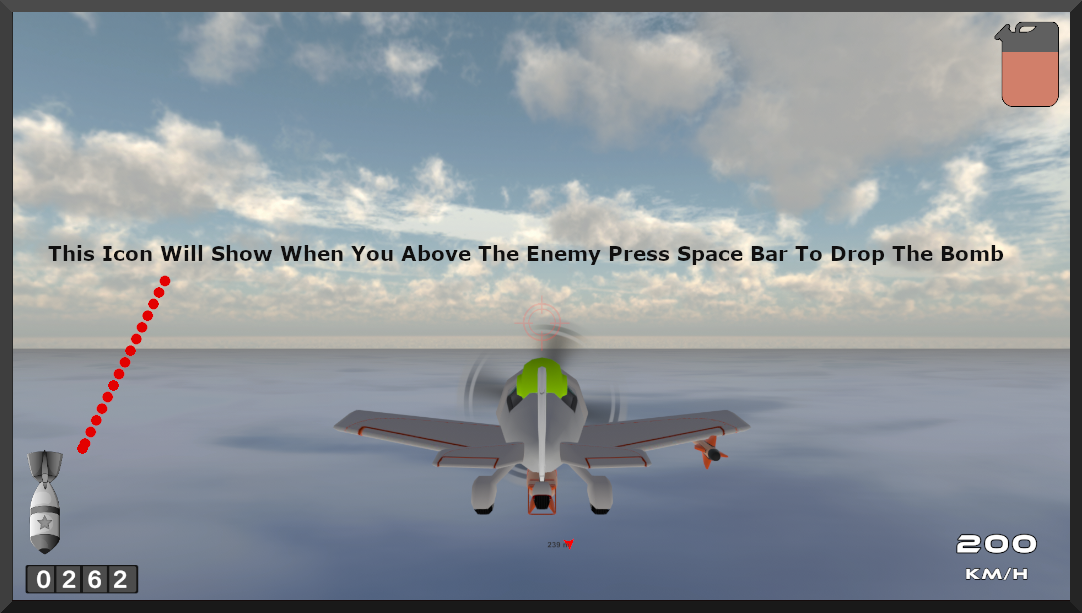 This Icon Will Show When You Above The Enemy Press Space Bar To Drop The Bomb
0262
200
KM/H